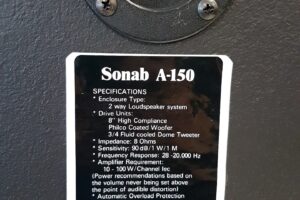 Sonab A-150
SPECIFICATIONS
* Enclosure Type:
2 way Loudspeaker system
* Drive Units:
8" High Compliance
Philco Coated Woofer
3/4 Fluid cooled Dome Tweeter
* Impedance: 8 Ohms
* Sensitivity: 90 dB/1 W/1 M
* Frequency Response: 28 -20.000 Hz
* Amplifier Requirement:
10 - 100 W/Channel Iec
(Power recommendations based on
the volume never being set above
the point of audible distortion)
* Automatic Overload Protection